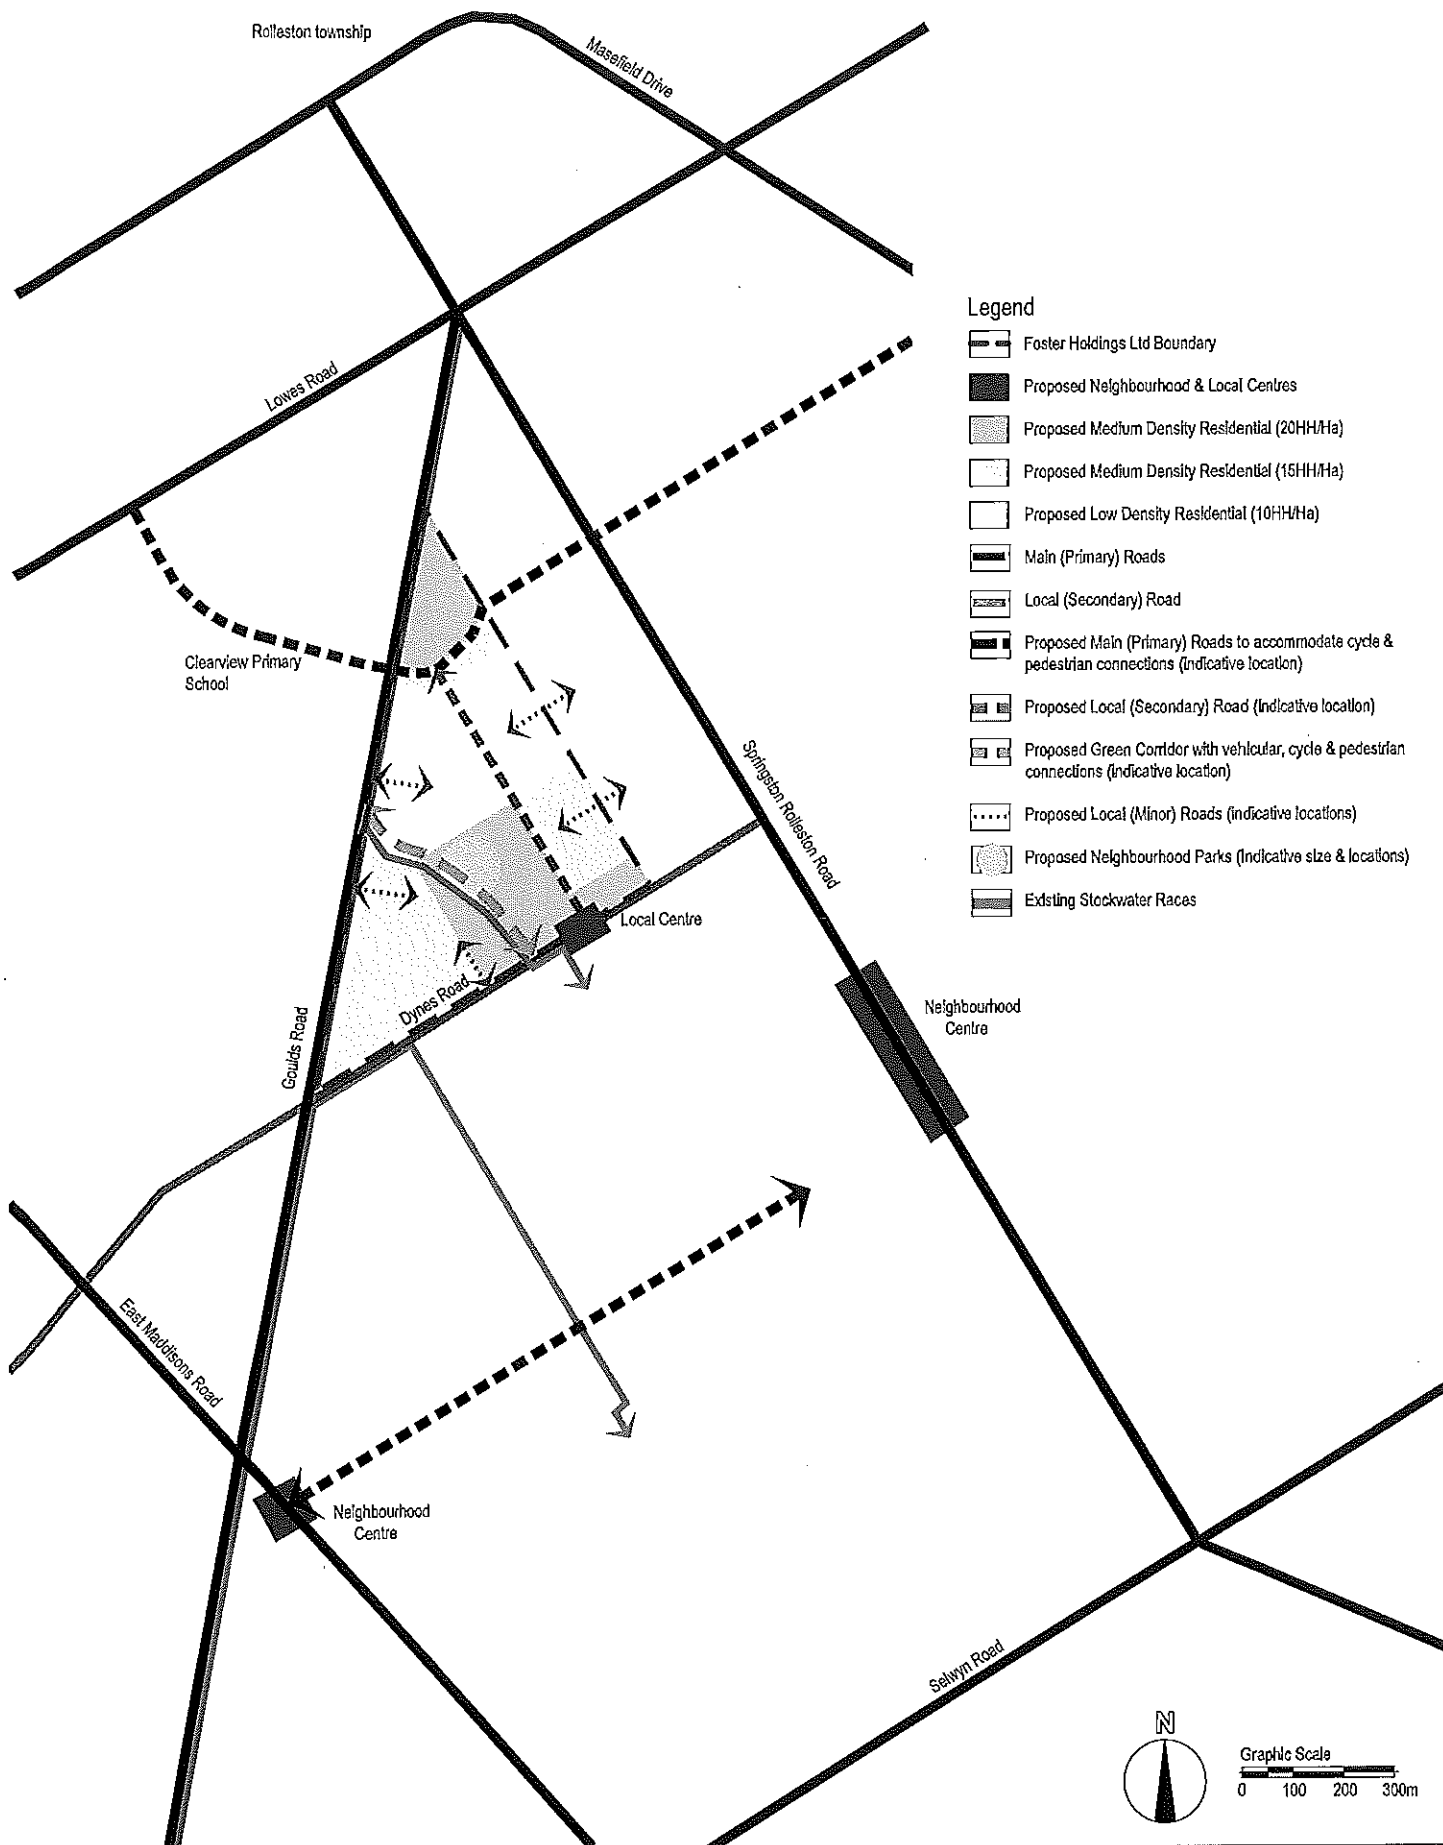 Rolleston township
Masefield Drive
Lowes Road
Legend
Foster Holdings Ltd Boundary
Proposed Neighbourhood & Local Centres
Proposed Medium Density Residential (20HH/Ha)
Proposed Medium Density Residential (15HH/Ha)
Proposed Low Density Residential (10HH/Ha)
Main (Primary) Roads
Local (Secondary) Road
Proposed Main (Primary) Roads to accommodate cycle &
pedestrian connections (indicative location)
Proposed Local (Secondary) Road (indicative location)
Proposed Green Corridor with vehicular, cycle & pedestrian
connections (indicative location)
Proposed Local (Minor) Roads (indicative locations)
Proposed Neighbourhood Parks (indicative size & locations)
Existing Stockwater Races
Clearview Primary
School
Springston Rolleston Road
Local Centre
Dynes Road
Goulds Road
Neighbourhood
Centre
East Maddisons Road
Neighbourhood
Centre
Selwyn Road
N
Graphic Scale
0 100 200 300m